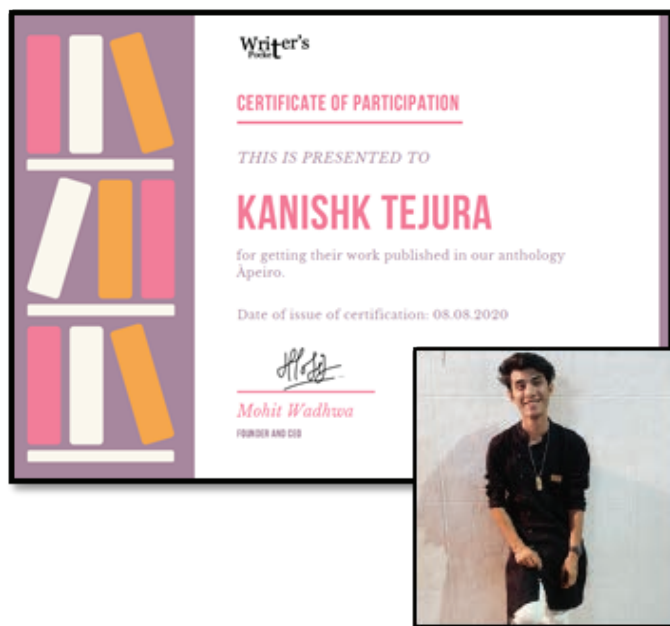 Writer's
Pocket
CERTIFICATE OF PARTICIPATION
THIS IS PRESENTED TO
KANISHK TEJURA
for getting their work published in our anthology
Àpeiro.
Date of issue of certification: 08.08.2020
Mohit Wadhwa
FOUNDER AND CEO